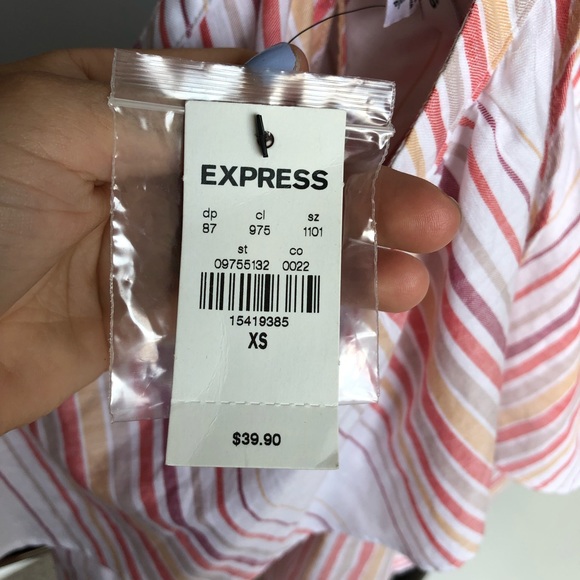 EXPRESS
dp cl sz
87 975 1101
st co
09755132 0022
15419385
XS
$39.90